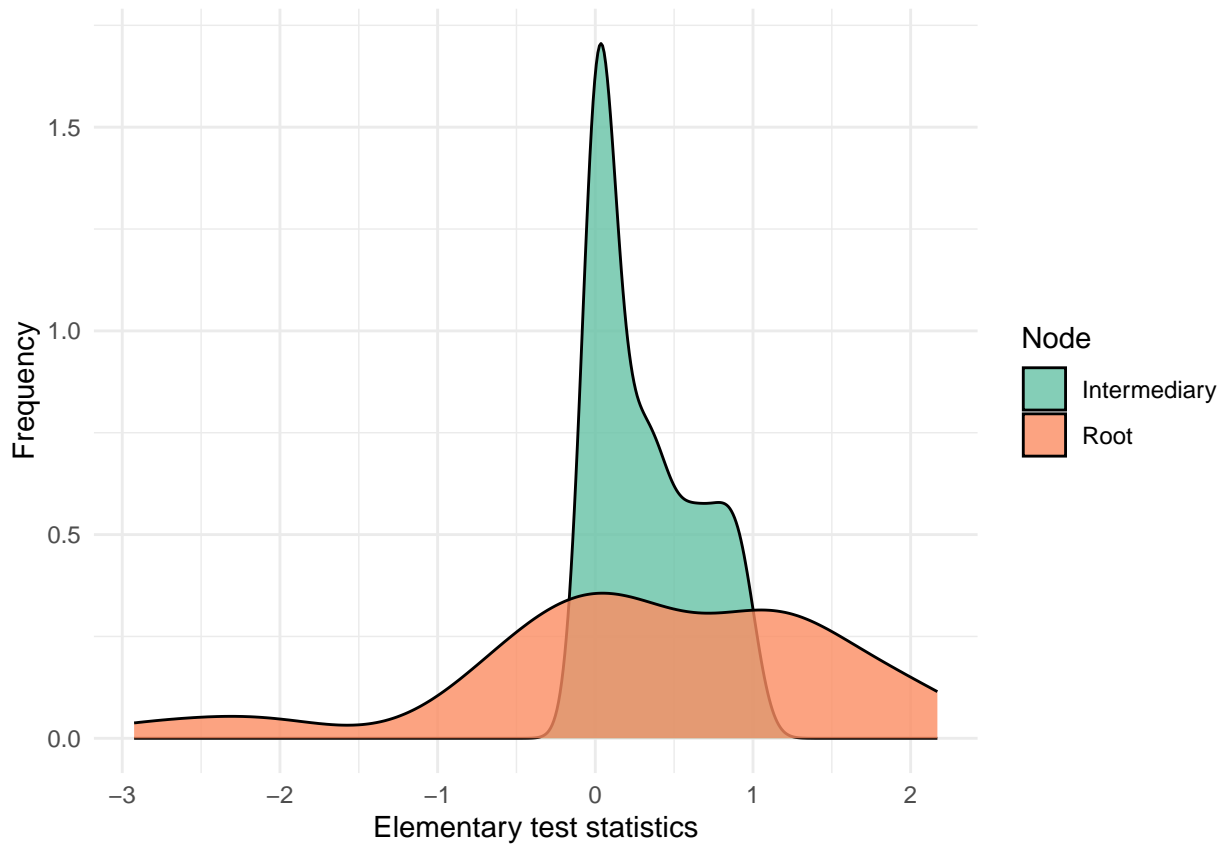 1.5
1.0
0.5
0.0
Frequency
−3 −2 −1 0 1 2
Elementary test statistics
Node
Intermediary
Root